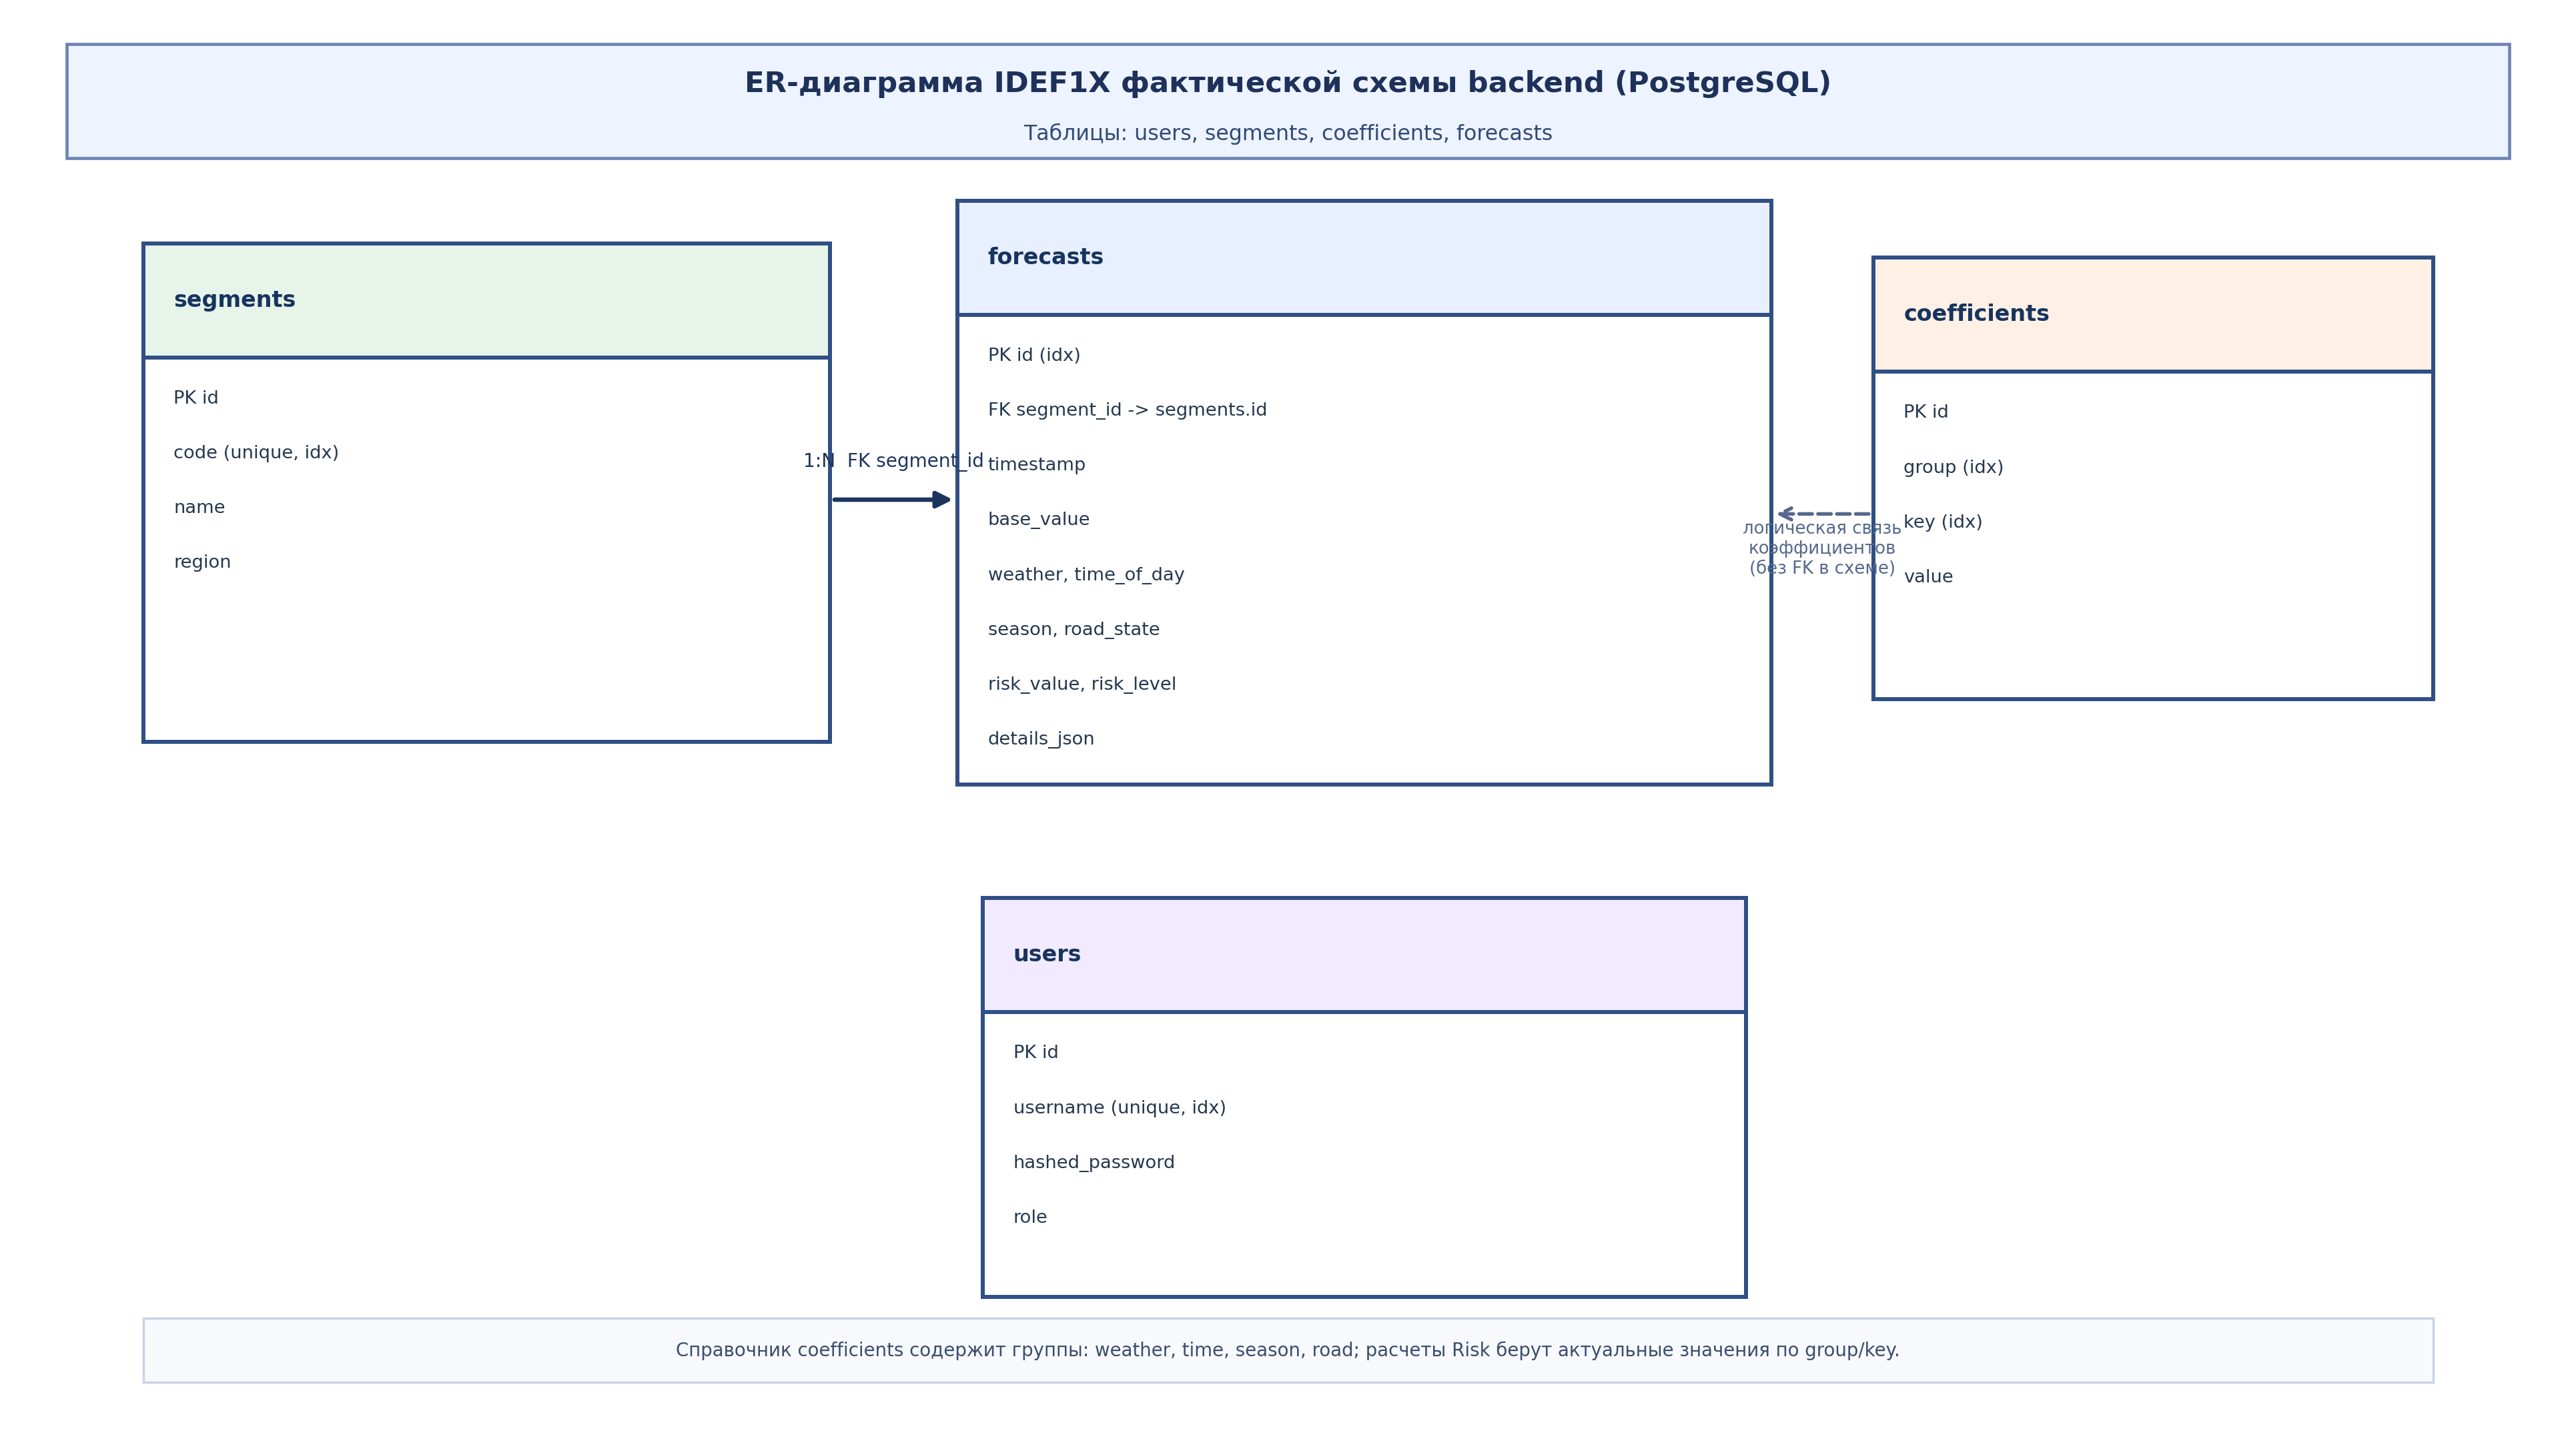 ER-диаграмма IDEF1X фактической схемы backend (PostgreSQL)
Таблицы: users, segments, coefficients, forecasts
segments
PK id
code (unique, idx)
name
region
1:N  FK segment_id
forecasts
PK id (idx)
FK segment_id -> segments.id
timestamp
base_value
weather, time_of_day
season, road_state
risk_value, risk_level
details_json
логическая связь
коэффициентов
(без FK в схеме)
coefficients
PK id
group (idx)
key (idx)
value
users
PK id
username (unique, idx)
hashed_password
role
Справочник coefficients содержит группы: weather, time, season, road; расчеты Risk берут актуальные значения по group/key.